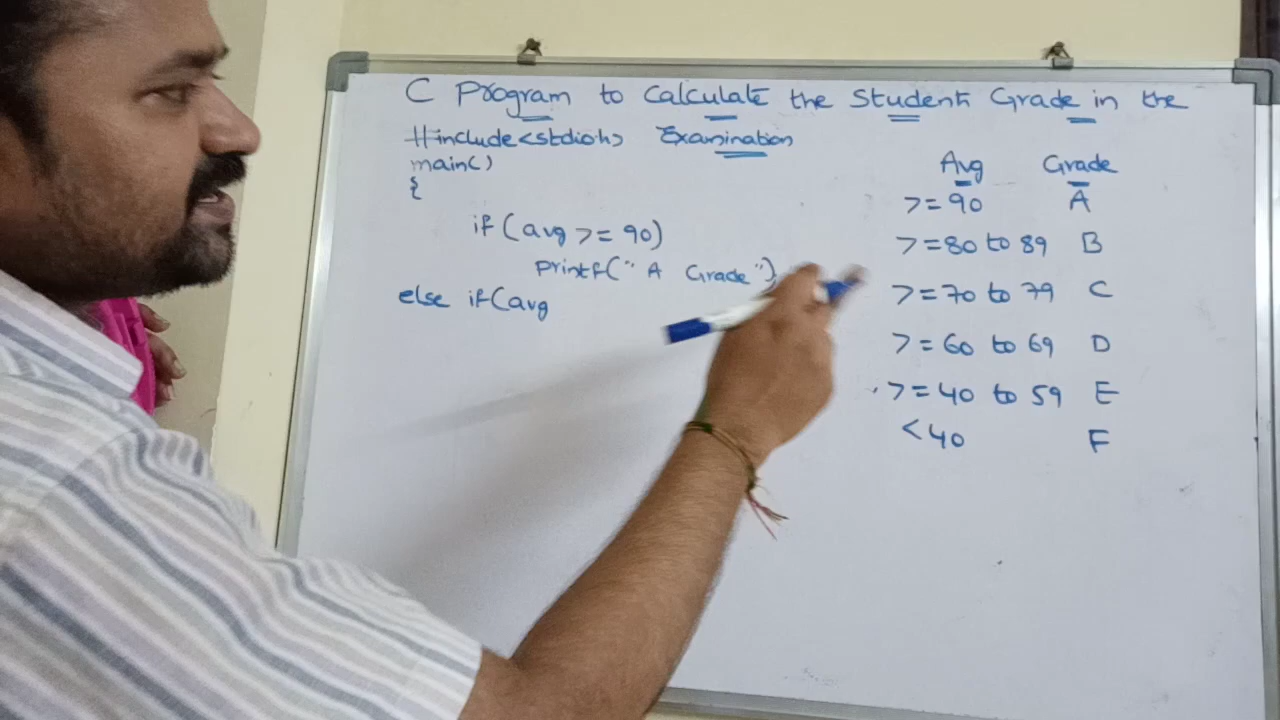 C Program to Calculate the Student Grade in the
Examination
#include<stdio.h>
main()
{
if(avg >= 90)
printf(" A Grade")
else if(avg
Avg Grade
>=90 A
>=80 to 89 B
>=70 to 79 C
>=60 to 69 D
>=40 to 59 E
<40 F